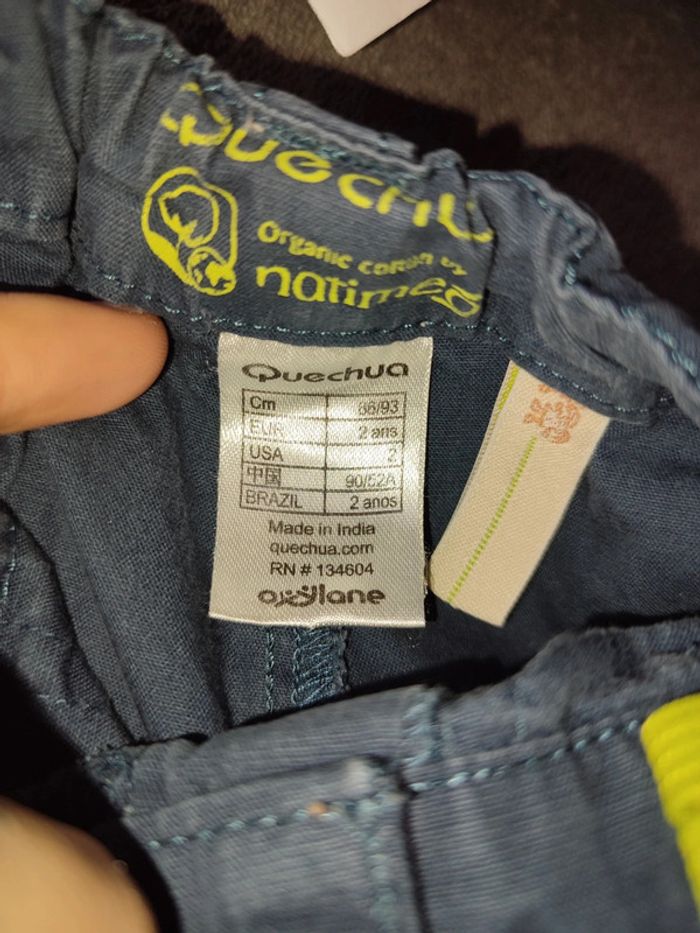 Quechua
Organic cotton by
natimeo
Quechua
Cm 86/93
EUR 2 ans
USA 2
中国 90/52A
BRAZIL 2 anos
Made in India
quechua.com
RN # 134604
oxylane